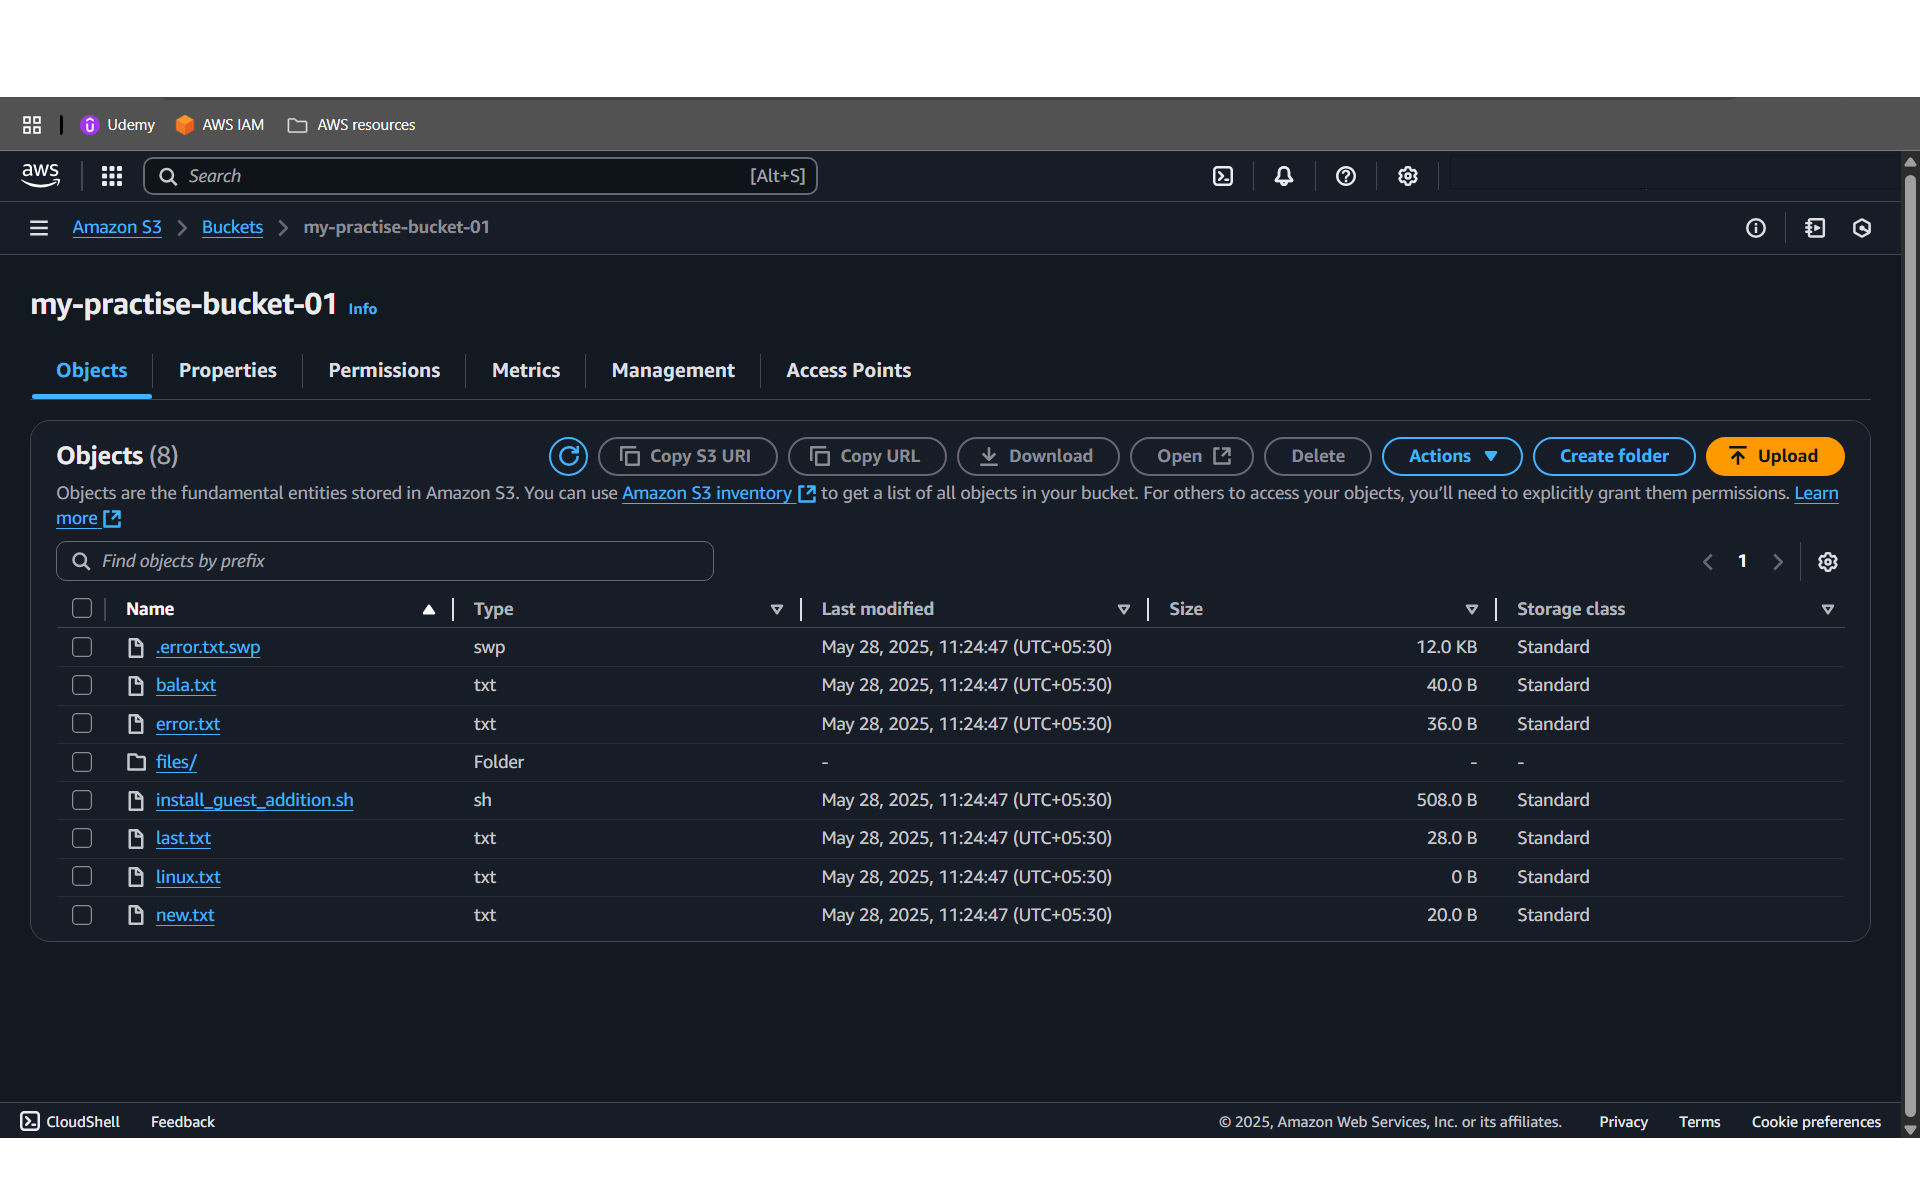 Udemy AWS IAM AWS resources
aws Search [Alt+S]
Amazon S3 Buckets my-practise-bucket-01
my-practise-bucket-01 Info
Objects Properties Permissions Metrics Management Access Points
Objects (8) Copy S3 URI Copy URL Download Open Delete Actions Create folder Upload
Objects are the fundamental entities stored in Amazon S3. You can use Amazon S3 inventory to get a list of all objects in your bucket. For others to access your objects, you'll need to explicitly grant them permissions. Learn
more
Find objects by prefix 1
Name Type Last modified Size Storage class
.error.txt.swp swp May 28, 2025, 11:24:47 (UTC+05:30) 12.0 KB Standard
bala.txt txt May 28, 2025, 11:24:47 (UTC+05:30) 40.0 B Standard
error.txt txt May 28, 2025, 11:24:47 (UTC+05:30) 36.0 B Standard
files/ Folder - - -
install_guest_addition.sh sh May 28, 2025, 11:24:47 (UTC+05:30) 508.0 B Standard
last.txt txt May 28, 2025, 11:24:47 (UTC+05:30) 28.0 B Standard
linux.txt txt May 28, 2025, 11:24:47 (UTC+05:30) 0 B Standard
new.txt txt May 28, 2025, 11:24:47 (UTC+05:30) 20.0 B Standard
CloudShell Feedback © 2025, Amazon Web Services, Inc. or its affiliates. Privacy Terms Cookie preferences